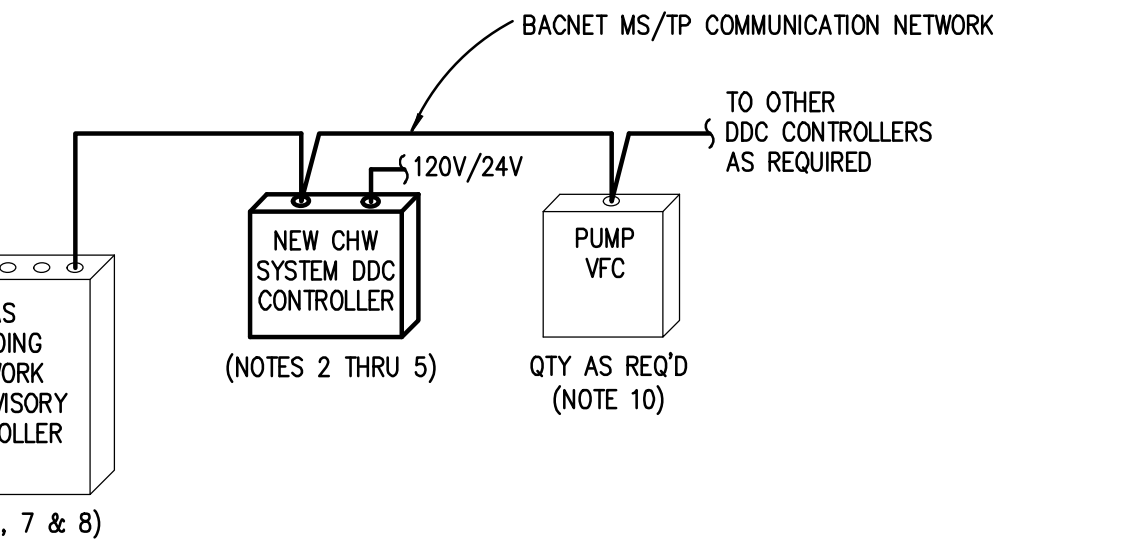 BACNET MS/TP COMMUNICATION NETWORK
TO OTHER
DDC CONTROLLERS
AS REQUIRED
120V/24V
NEW CHW
SYSTEM DDC
CONTROLLER
(NOTES 2 THRU 5)
PUMP
VFC
QTY AS REQ'D
(NOTE 10)
, 7 & 8)